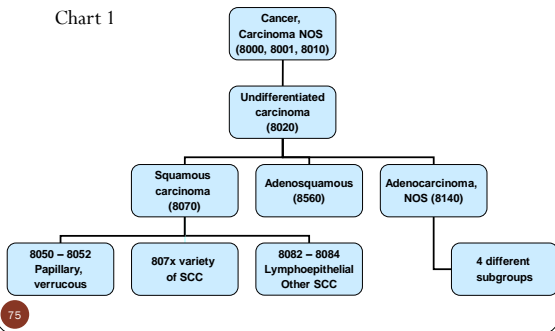 Chart 1
Cancer,
Carcinoma NOS
(8000, 8001, 8010)
Undifferentiated
carcinoma
(8020)
Squamous
carcinoma
(8070)
Adenosquamous
(8560)
Adenocarcinoma,
NOS (8140)
8050 – 8052
Papillary,
verrucous
807x variety
of SCC
8082 – 8084
Lymphoepithelial
Other SCC
4 different
subgroups
75